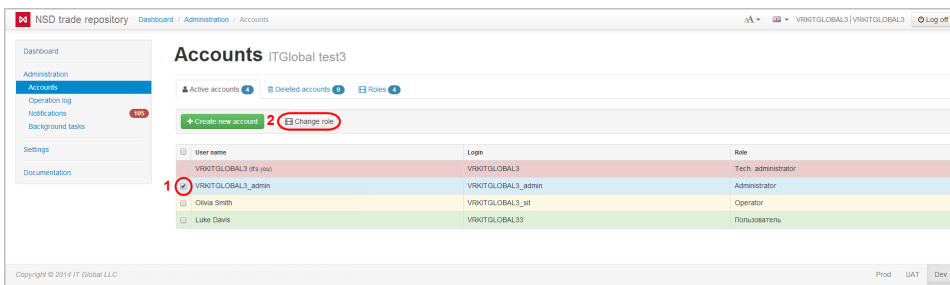 NSD trade repository Dashboard / Administration / Accounts AA VRKITGLOBAL3 | VRKITGLOBAL3 Log off
Dashboard
Administration
Accounts
Operation log
Notifications 105
Background tasks
Settings
Documentation
Accounts ITGlobal test3
Active accounts 4 Deleted accounts 0 Roles 4
+ Create new account 2 Change role
User name Login Role
VRKITGLOBAL3 (it's you) VRKITGLOBAL3 Tech. administrator
1 VRKITGLOBAL3_admin VRKITGLOBAL3_admin Administrator
Olivia Smith VRKITGLOBAL3_sit Operator
Luke Davis VRKITGLOBAL33 Пользователь
Copyright © 2014 IT Global LLC Prod UAT Dev